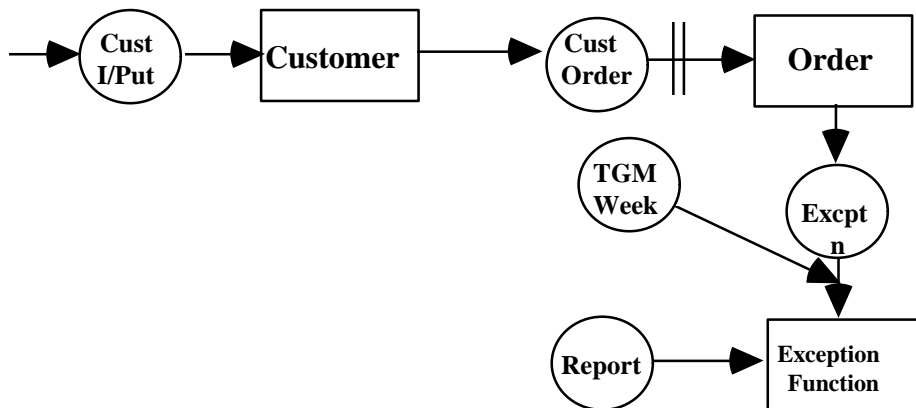 Cust
I/Put
Customer
Cust
Order
Order
TGM
Week
Excpt
n
Report
Exception
Function